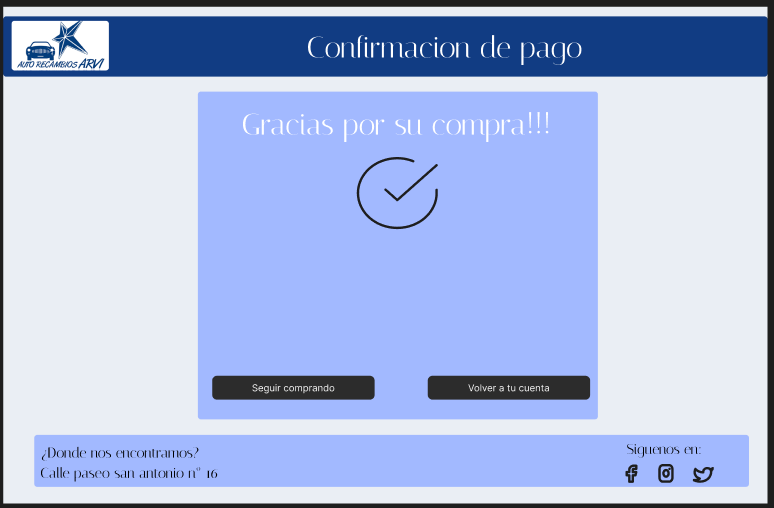 AUTO RECAMBIOS ARVI
Confirmacion de pago
Gracias por su compra!!!
Seguir comprando
Volver a tu cuenta
¿Donde nos encontramos?
Calle paseo san antonio nº 16
Siguenos en: